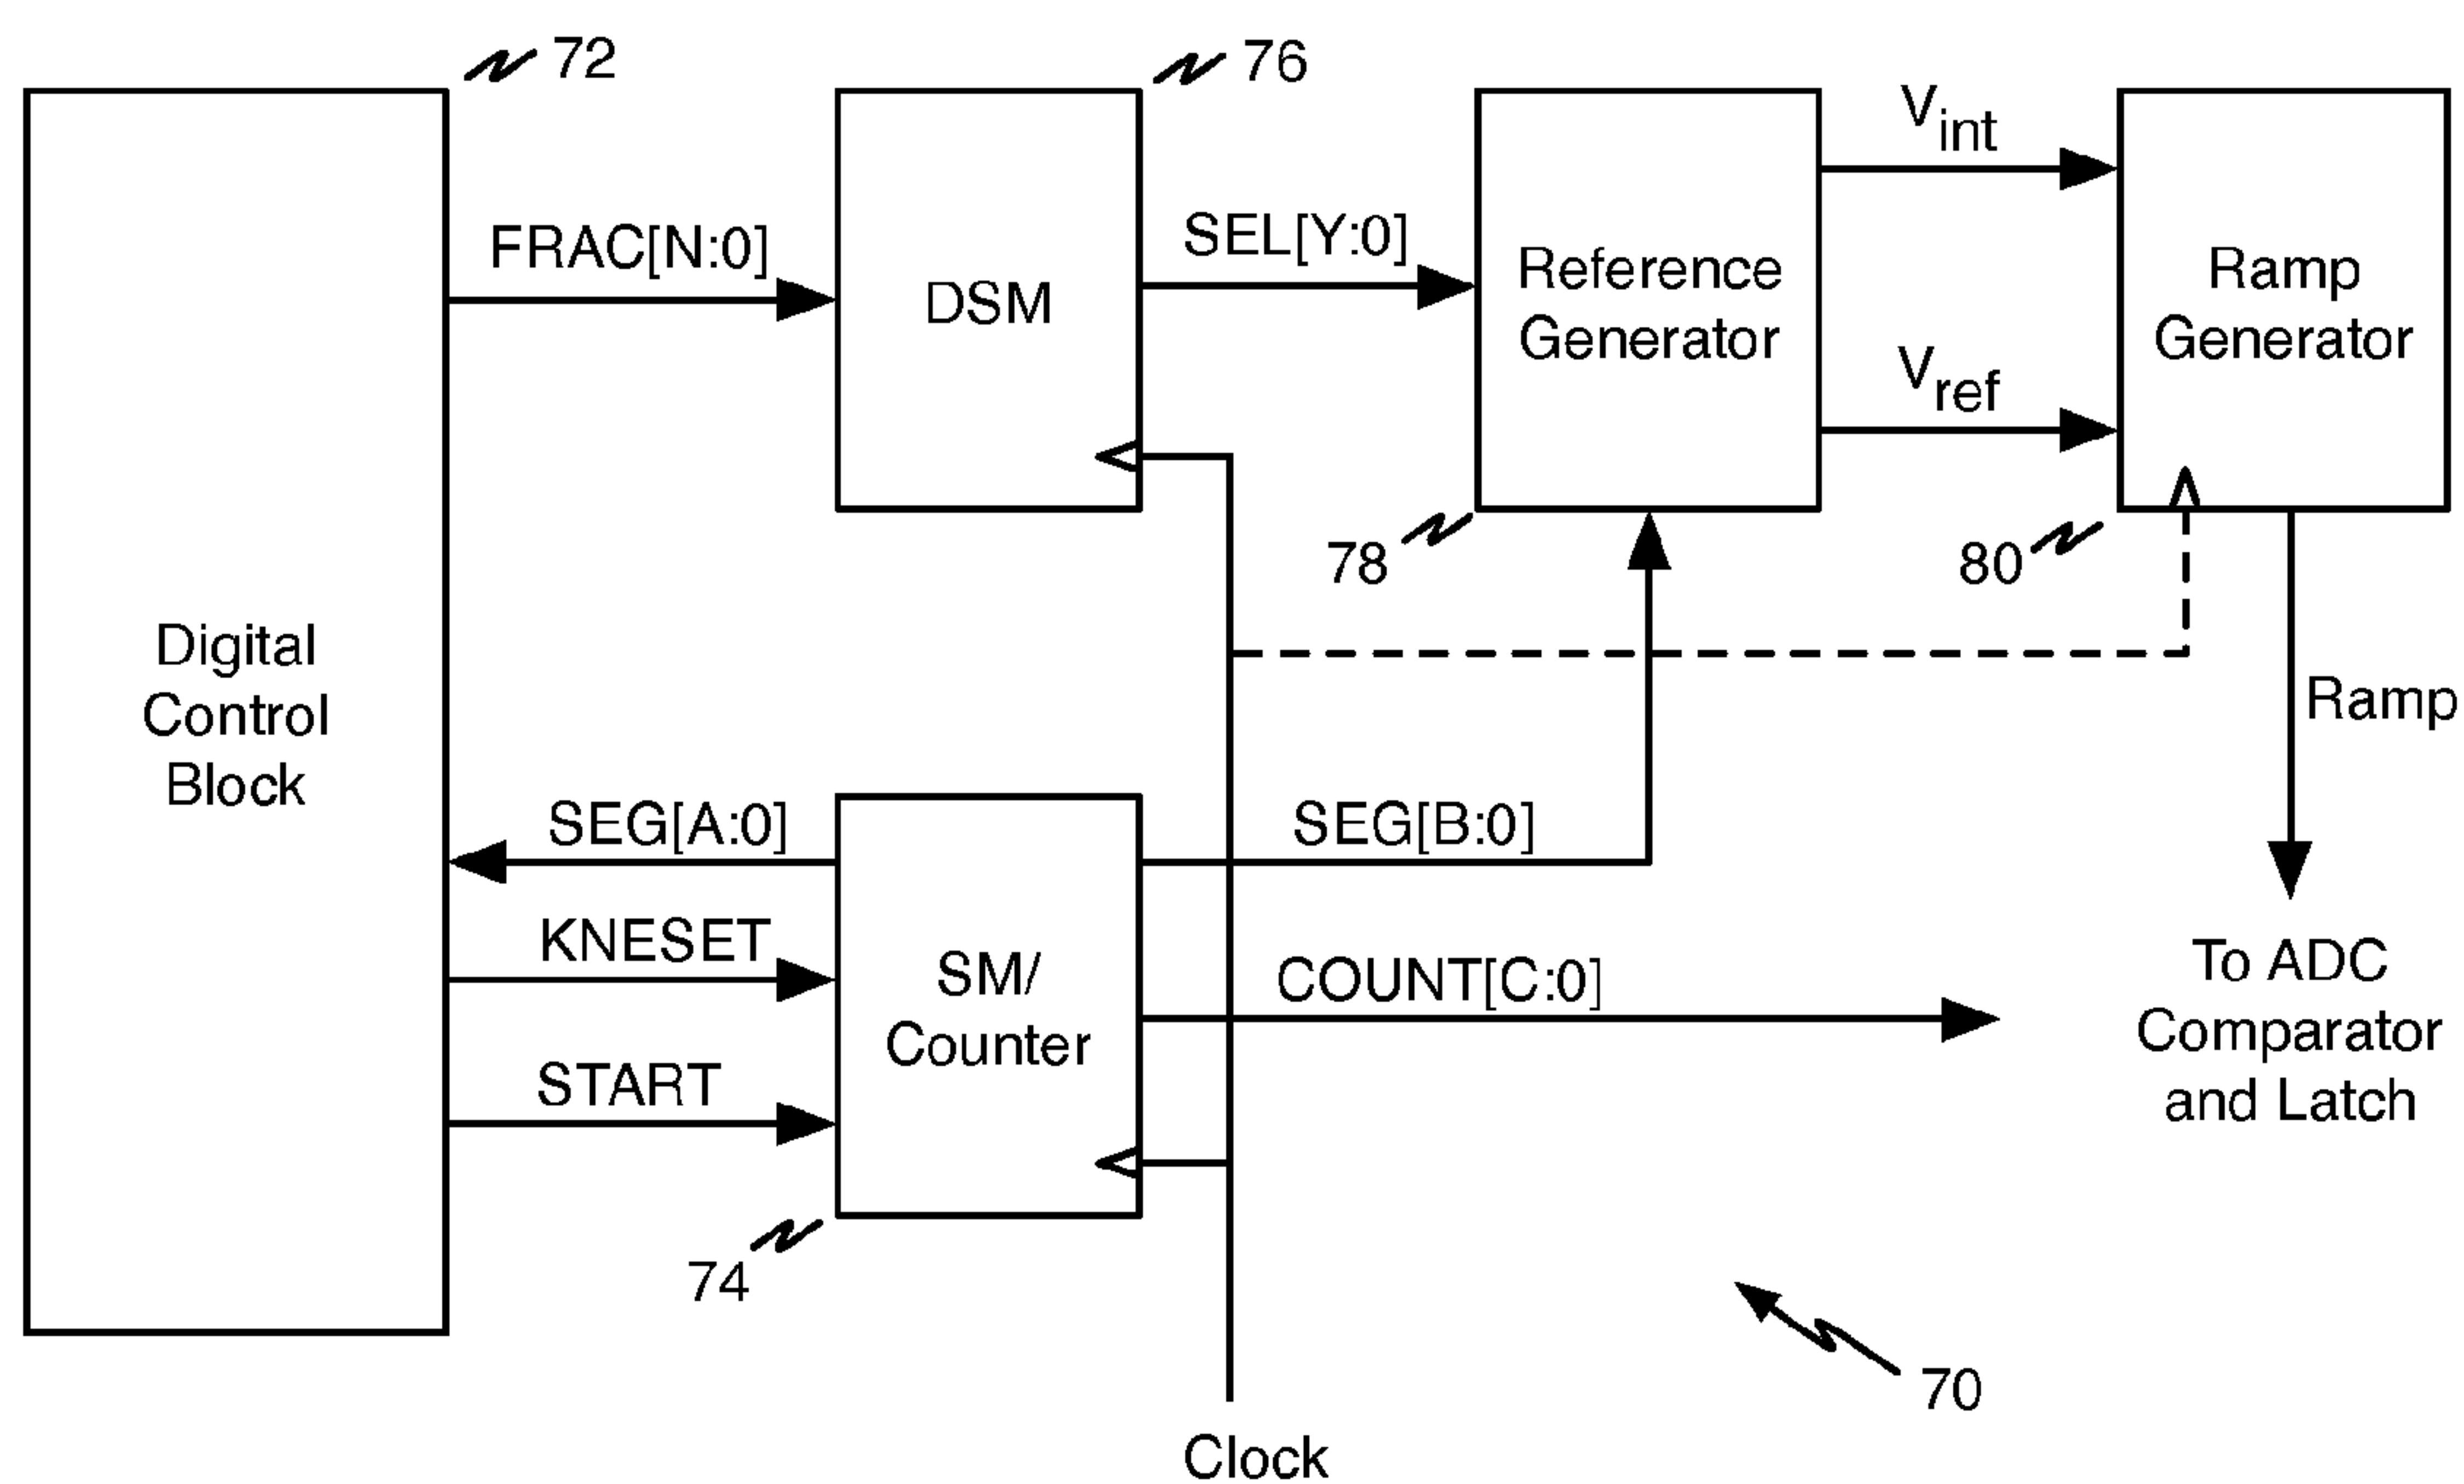 72
76
V
int
FRAC[N:0]
SEL[Y:0]
DSM
Reference
Generator
Ramp
Generator
V
ref
78
80
Digital
Control
Block
Ramp
SEG[A:0]
SEG[B:0]
KNESET
COUNT[C:0]
SM/
Counter
START
To ADC
Comparator
and Latch
74
70
Clock